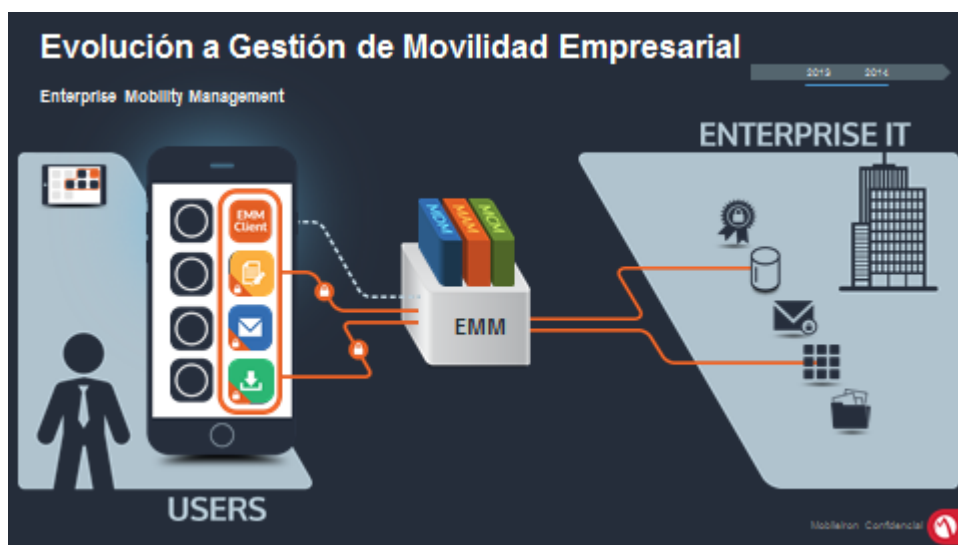 Evolución a Gestión de Movilidad Empresarial
2013 2014
Enterprise Mobility Management
ENTERPRISE IT
EMM
Client
MDM
MAM
MCM
EMM
USERS
MobileIron Confidencial